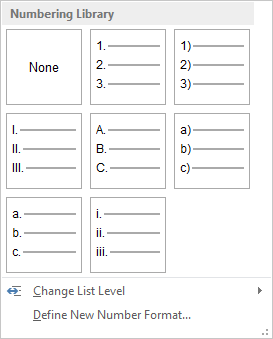 Numbering Library
None
1.
2.
3.
1)
2)
3)
I.
II.
III.
A.
B.
C.
a)
b)
c)
a.
b.
c.
i.
ii.
iii.
Change List Level
Define New Number Format...